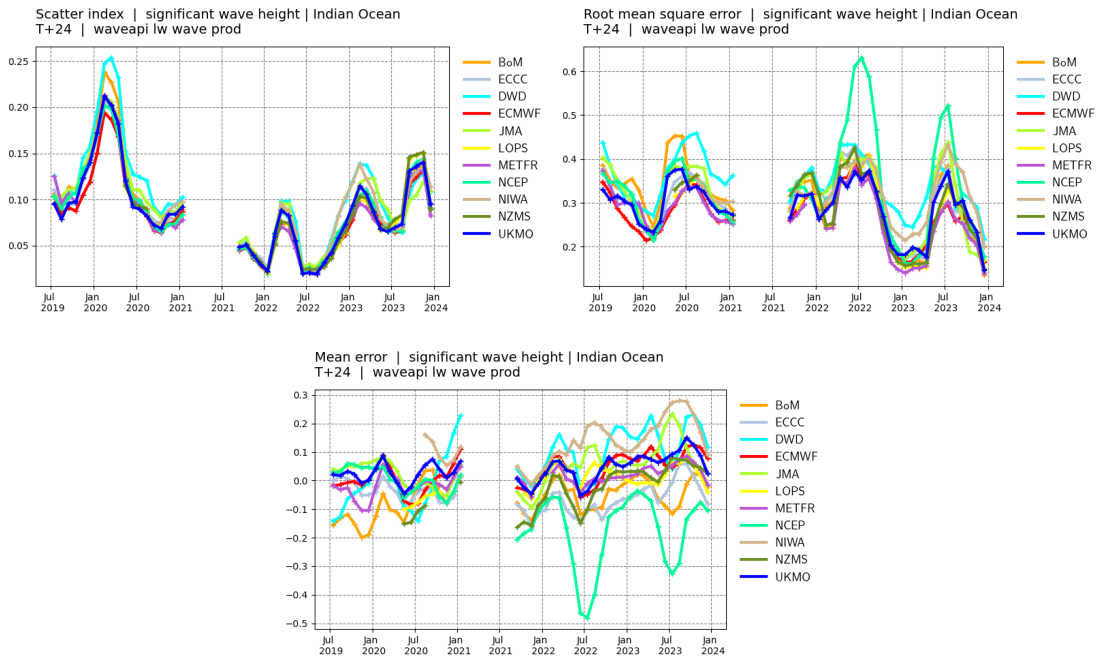 Scatter index | significant wave height | Indian Ocean
T+24 | waveapi lw wave prod
0.25
0.20
0.15
0.10
0.05
Jul 2019
Jan 2020
Jul 2020
Jan 2021
Jul 2021
Jan 2022
Jul 2022
Jan 2023
Jul 2023
Jan 2024
BoM
ECCC
DWD
ECMWF
JMA
LOPS
METFR
NCEP
NIWA
NZMS
UKMO
Root mean square error | significant wave height | Indian Ocean
T+24 | waveapi lw wave prod
0.6
0.5
0.4
0.3
0.2
Jul 2019
Jan 2020
Jul 2020
Jan 2021
Jul 2021
Jan 2022
Jul 2022
Jan 2023
Jul 2023
Jan 2024
BoM
ECCC
DWD
ECMWF
JMA
LOPS
METFR
NCEP
NIWA
NZMS
UKMO
Mean error | significant wave height | Indian Ocean
T+24 | waveapi lw wave prod
0.3
0.2
0.1
0.0
−0.1
−0.2
−0.3
−0.4
−0.5
Jul 2019
Jan 2020
Jul 2020
Jan 2021
Jul 2021
Jan 2022
Jul 2022
Jan 2023
Jul 2023
Jan 2024
BoM
ECCC
DWD
ECMWF
JMA
LOPS
METFR
NCEP
NIWA
NZMS
UKMO